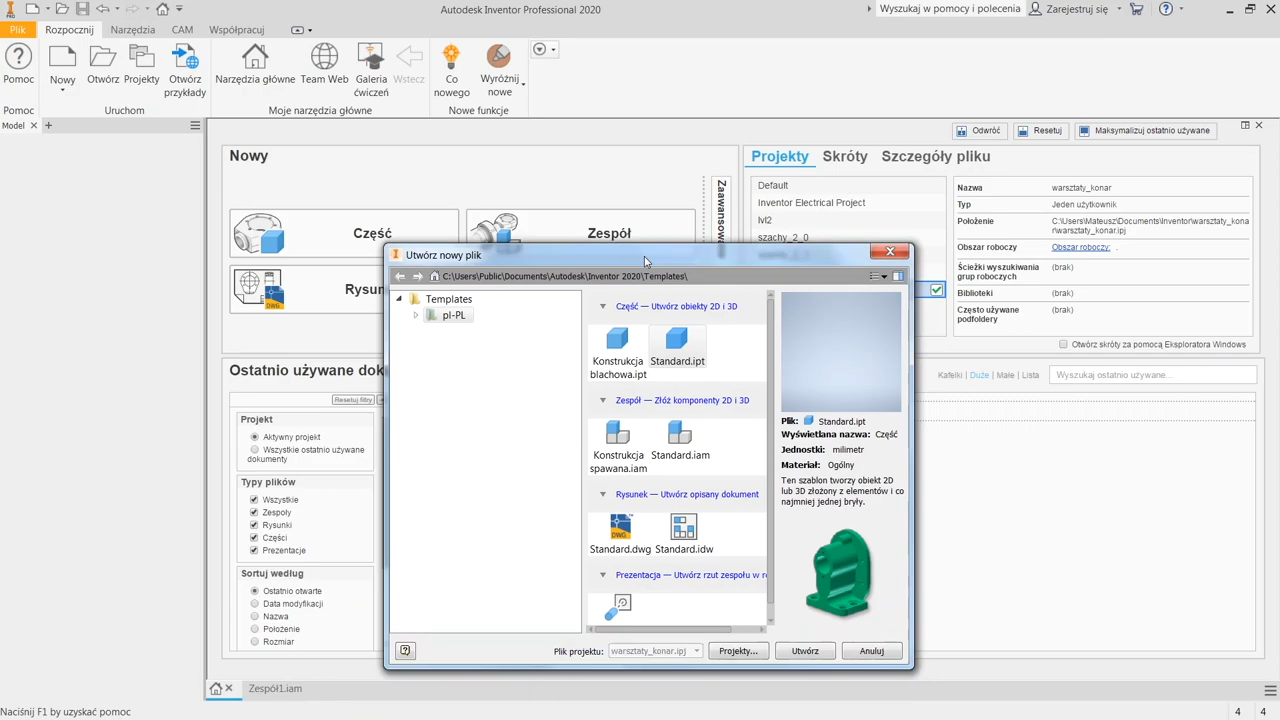 Autodesk Inventor Professional 2020
Wyszukaj w pomocy i polecenia
Zarejestruj się
PRO
Plik
Rozpocznij
Narzędzia
CAM
Współpracuj
Pomoc
Nowy
Otwórz
Projekty
Otwórz
przykłady
Narzędzia główne
Team Web
Galeria
ćwiczeń
Wstecz
Co
nowego
Wyróżnij
nowe
Pomoc
Uruchom
Moje narzędzia główne
Nowe funkcje
Model
Odwróć
Resetuj
Maksymalizuj ostatnio używane
Nowy
Część
Zespół
DWG
Projekty
Skróty
Szczegóły pliku
Default
Inventor Electrical Project
lvl2
szachy_2_0
Nazwa
warsztaty_konar
Typ
Jeden użytkownik
Położenie
C:\Users\Mateusz\Documents\Inventor\warsztaty_kona
r\warsztaty_konar.ipj
Obszar roboczy
Obszar roboczy: .
Ścieżki wyszukiwania
grup roboczych
(brak)
Biblioteki
(brak)
Często używane
podfoldery
(brak)
Otwórz skróty za pomocą Eksploratora Windows
Ostatnio używane
Resetuj filtry
Kafelki | Duże | Małe | Lista
Wyszukaj ostatnio używane...
Projekt
Aktywny projekt
Wszystkie ostatnio używane
dokumenty
Typy plików
Wszystkie
Zespoły
Rysunki
Części
Prezentacje
Sortuj według
Ostatnio otwarte
Data modyfikacji
Nazwa
Położenie
Rozmiar
Utwórz nowy plik
C:\Users\Public\Documents\Autodesk\Inventor 2020\Templates\
Templates
pl-PL
Część — Utwórz obiekty 2D i 3D
Konstrukcja
blachowa.ipt
Standard.ipt
Zespół — Złóż komponenty 2D i 3D
Konstrukcja
spawana.iam
Standard.iam
Rysunek — Utwórz opisany dokument
DWG
Standard.dwg
Standard.idw
Prezentacja — Utwórz rzut zespołu w
Plik: Standard.ipt
Wyświetlana nazwa: Część
Jednostki: milimetr
Materiał: Ogólny
Ten szablon tworzy obiekt 2D
lub 3D złożony z elementów i co
najmniej jednej bryły.
Plik projektu:
warsztaty_konar.ipj
Projekty...
Utwórz
Anuluj
Zespół1.iam
Naciśnij F1 by uzyskać pomoc
4 4